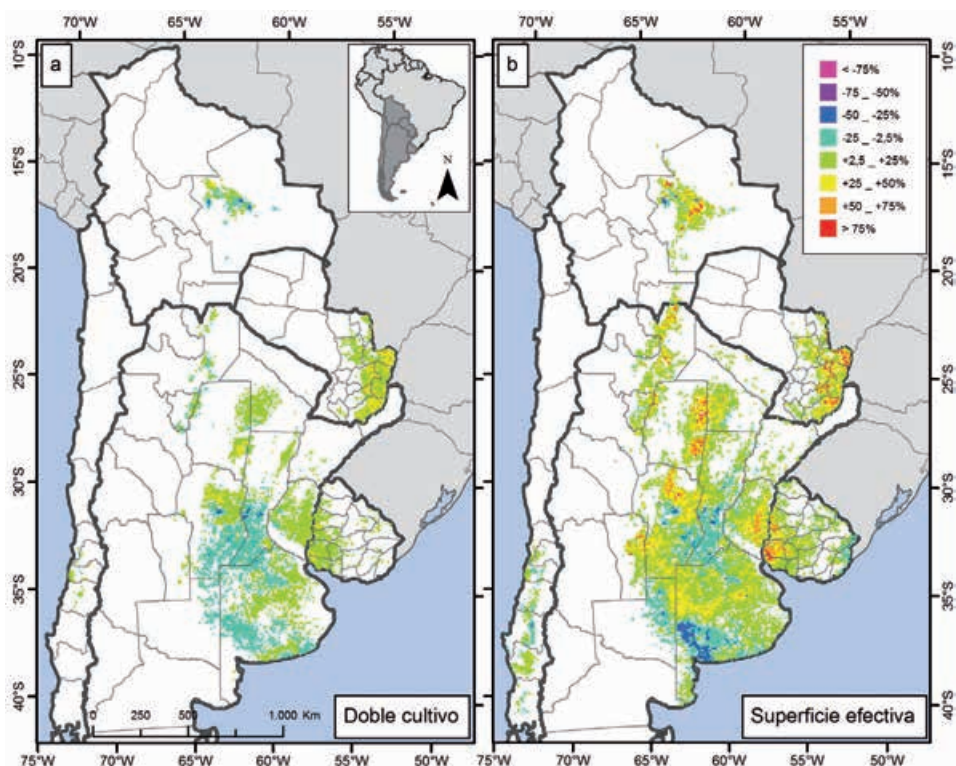 70°W 65°W 60°W 55°W 70°W 65°W 60°W 55°W
10°S
15°S
20°S
25°S
30°S
35°S
40°S
a
N
b
< -75%
-75 _ -50%
-50 _ -25%
-25 _ -2,5%
+2,5 _ +25%
+25 _ +50%
+50 _ +75%
> 75%
10°S
15°S
20°S
25°S
30°S
35°S
40°S
0 250 500 1.000 Km
Doble cultivo
Superficie efectiva
75°W 70°W 65°W 60°W 55°W 50°W 75°W 70°W 65°W 60°W 55°W 50°W